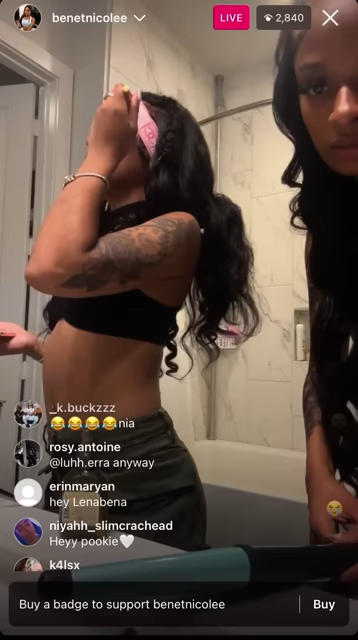 benetnicolee
LIVE
2,840
_k.buckzzz
😂😂😂😂nia
rosy.antoine
@luhh.erra anyway
erinmaryan
hey Lenabena
niyahh_slimcrachead
Heyy pookie🤍
k4lsx
Buy a badge to support benetnicolee
Buy